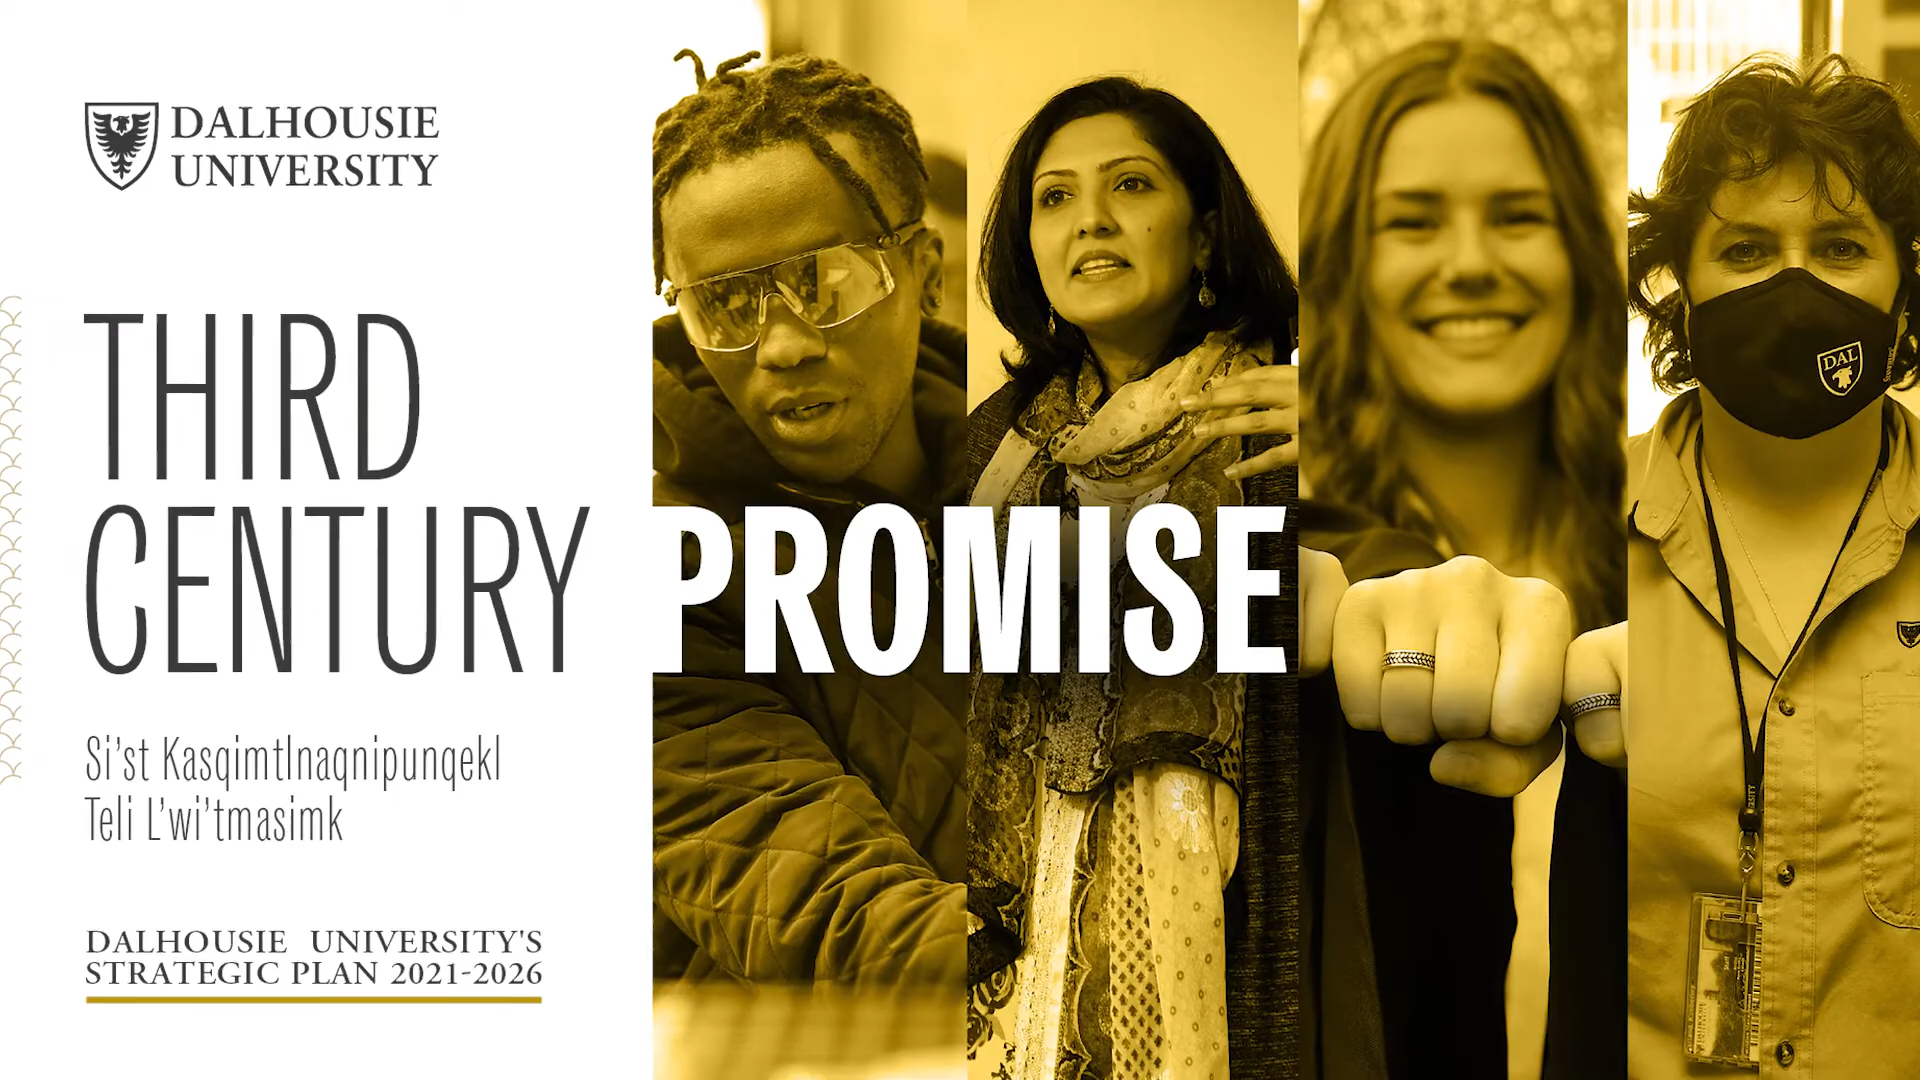 DALHOUSIE
UNIVERSITY
THIRD
CENTURY PROMISE
Si'st Kasqimtlnaqnipunqekl
Teli L'wi'tmasimk
DALHOUSIE UNIVERSITY'S
STRATEGIC PLAN 2021-2026
DAL